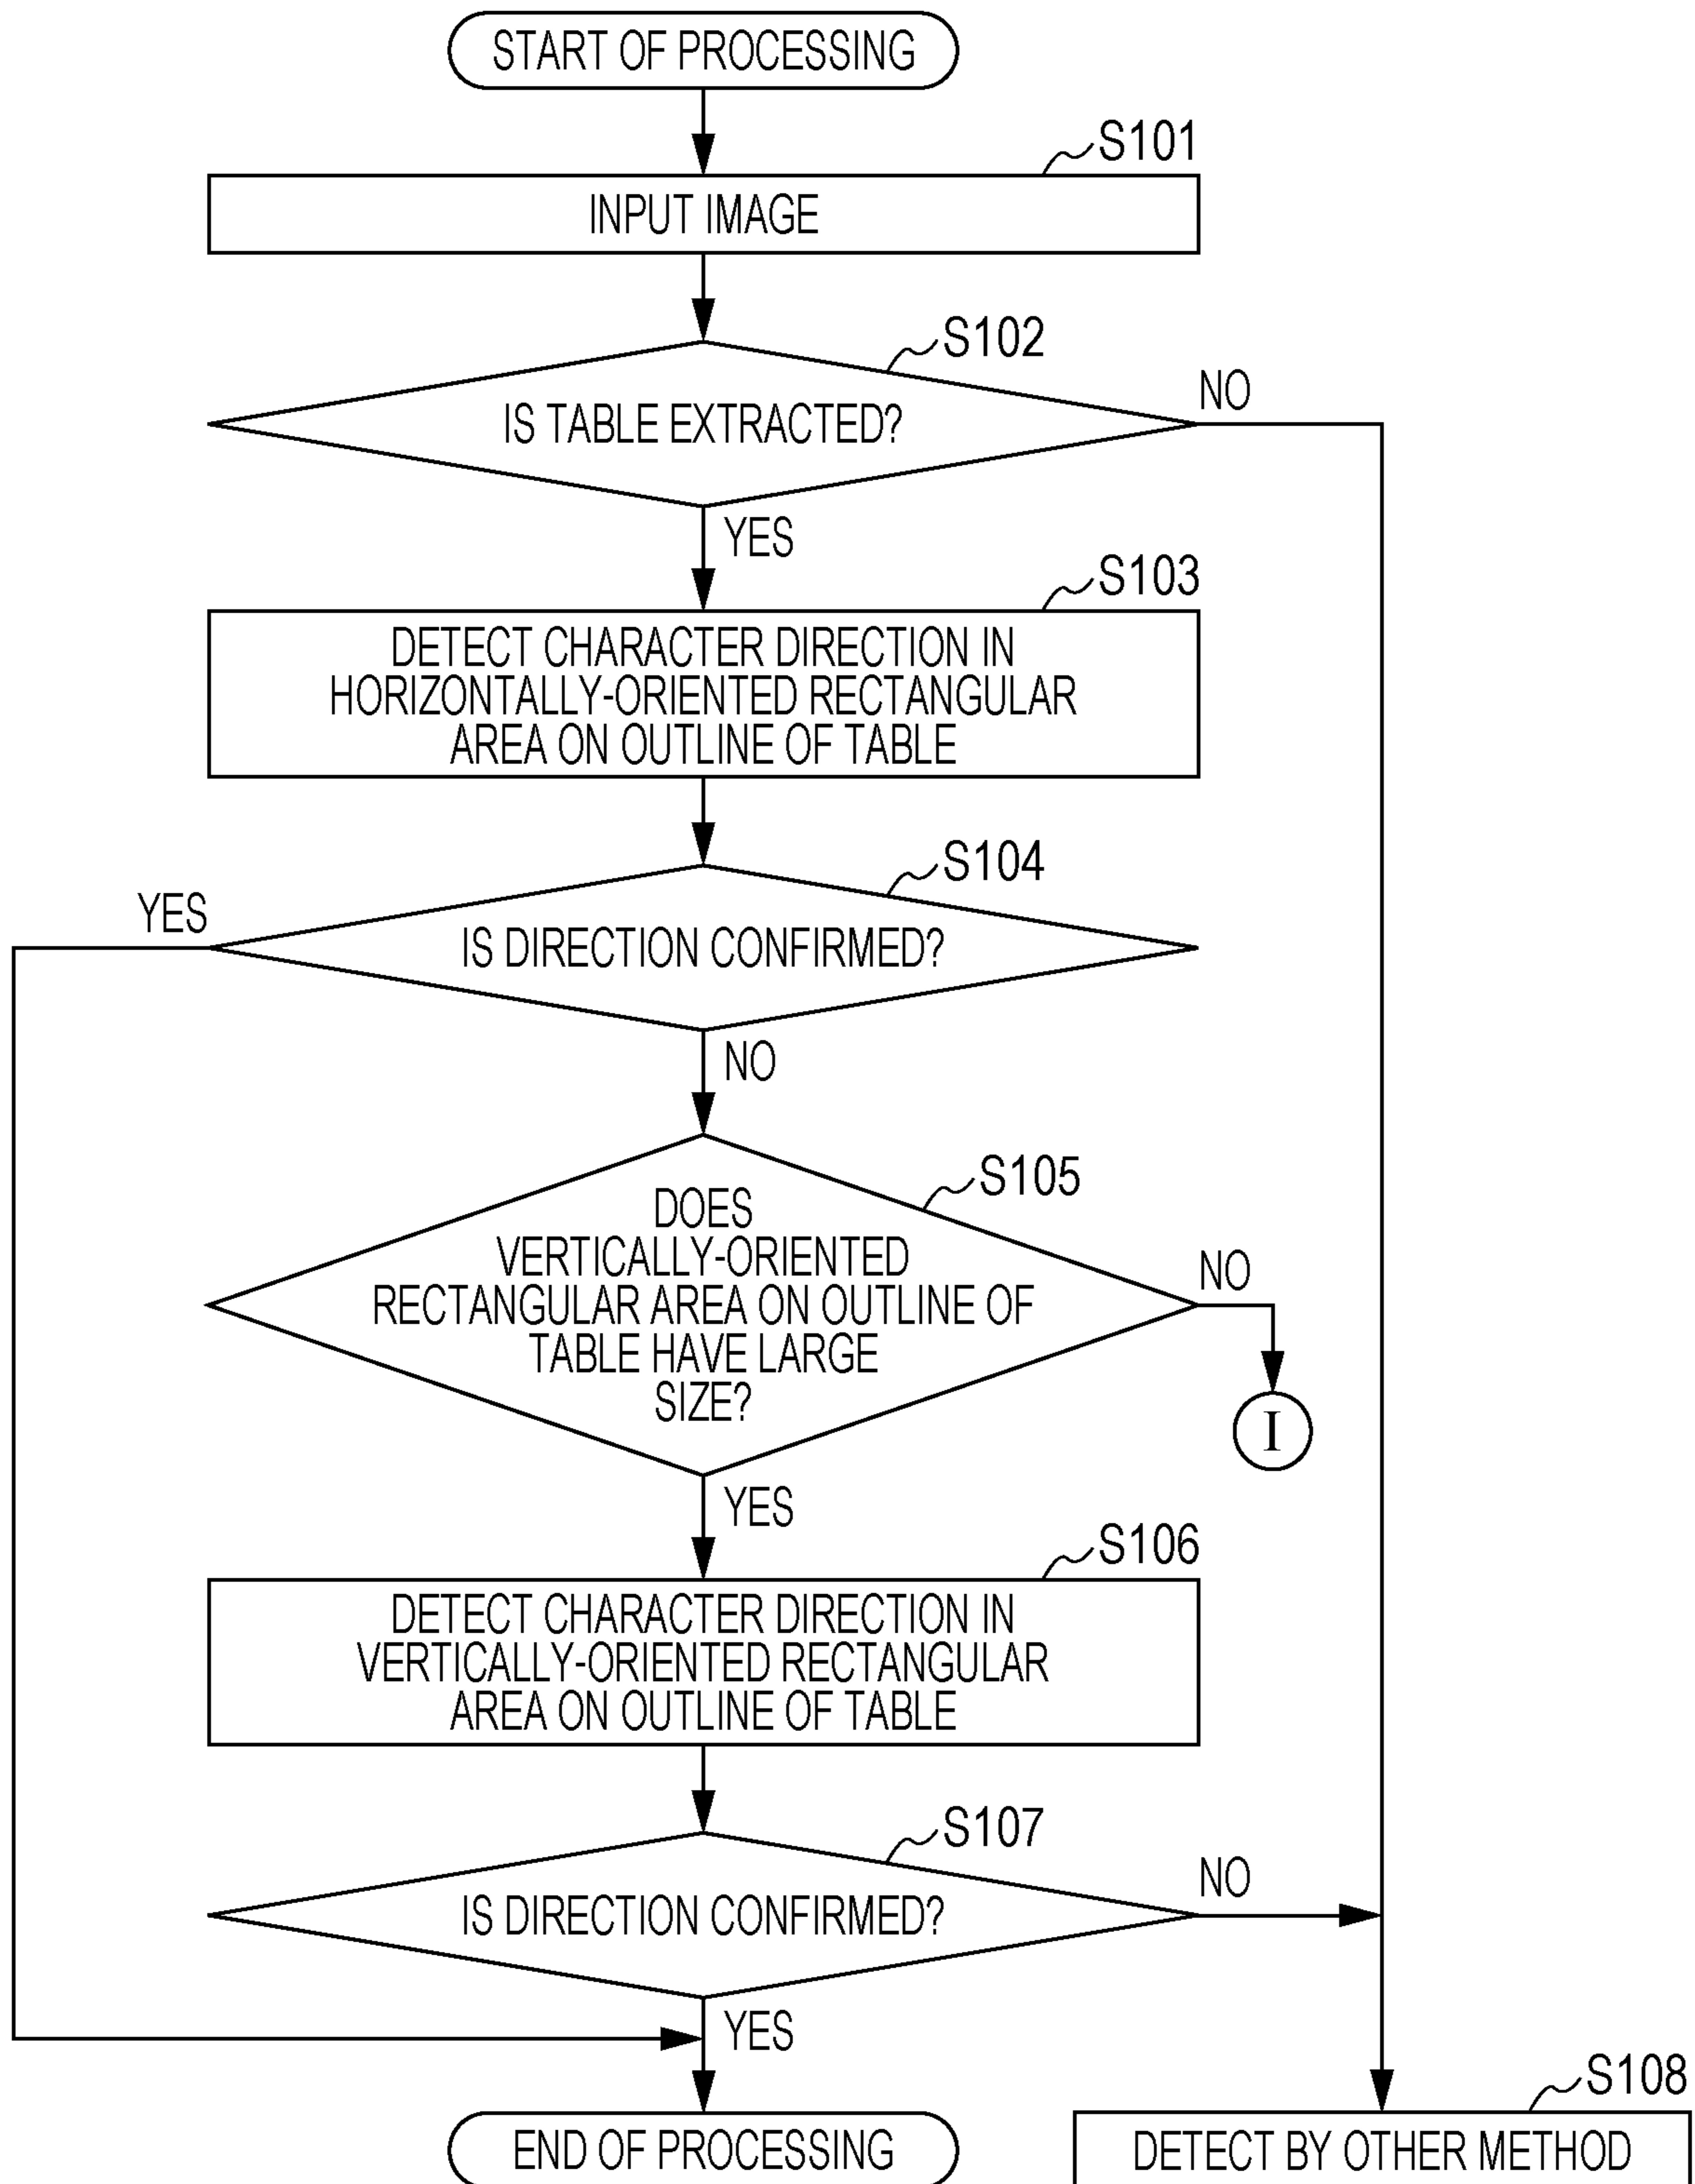 START OF PROCESSING
S101
INPUT IMAGE
S102
IS TABLE EXTRACTED?
NO
YES
S103
DETECT CHARACTER DIRECTION IN
HORIZONTALLY-ORIENTED RECTANGULAR
AREA ON OUTLINE OF TABLE
S104
YES
IS DIRECTION CONFIRMED?
NO
S105
DOES
VERTICALLY-ORIENTED
RECTANGULAR AREA ON OUTLINE OF
TABLE HAVE LARGE
SIZE?
NO
I
YES
S106
DETECT CHARACTER DIRECTION IN
VERTICALLY-ORIENTED RECTANGULAR
AREA ON OUTLINE OF TABLE
S107
IS DIRECTION CONFIRMED?
NO
YES
S108
END OF PROCESSING
DETECT BY OTHER METHOD